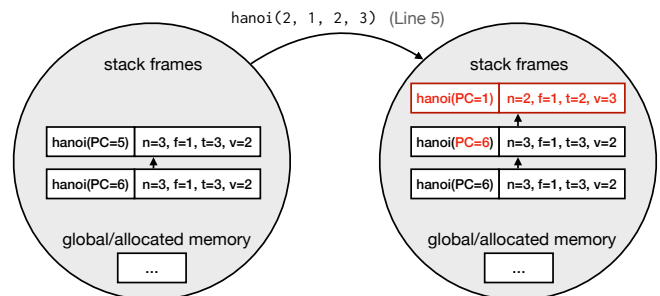 hanoi(2, 1, 2, 3) (Line 5)
stack frames
hanoi(PC=5) n=3, f=1, t=3, v=2
hanoi(PC=6) n=3, f=1, t=3, v=2
global/allocated memory
...
stack frames
hanoi(PC=1) n=2, f=1, t=2, v=3
hanoi(PC=6) n=3, f=1, t=3, v=2
hanoi(PC=6) n=3, f=1, t=3, v=2
global/allocated memory
...